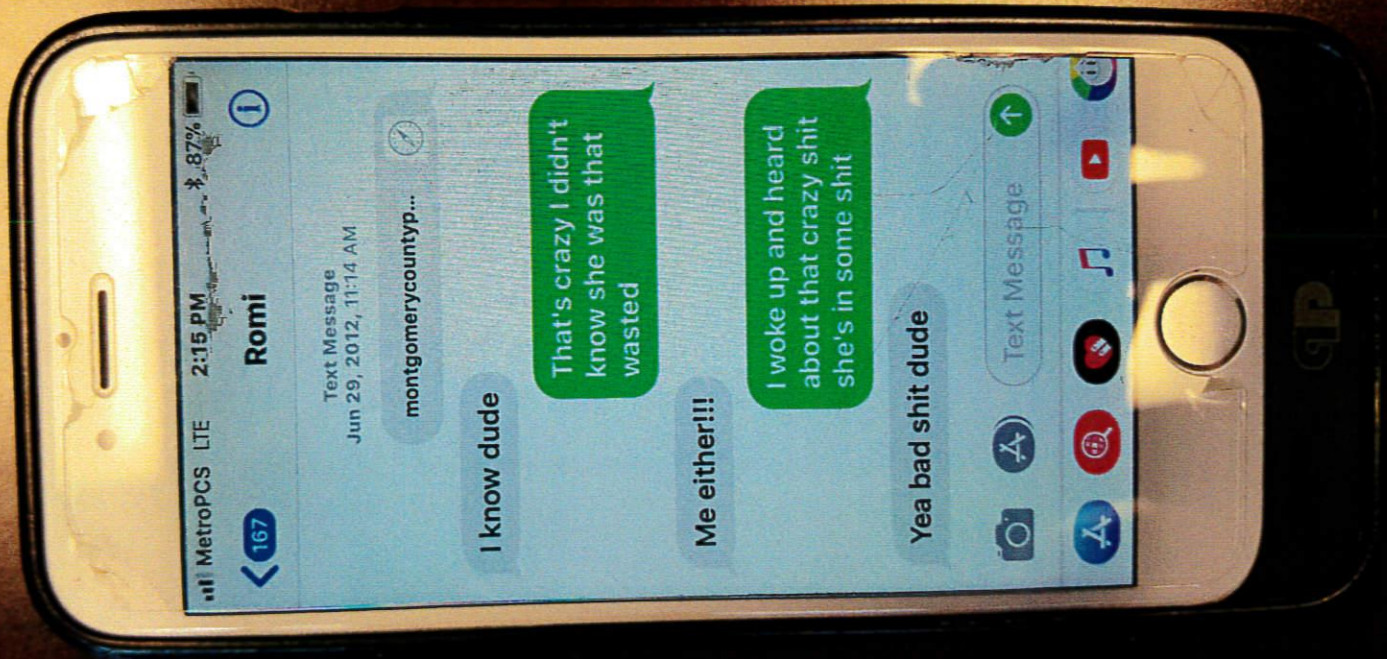 MetroPCS LTE 2:15 PM 87%
167
Romi
Text Message
Jun 29, 2012, 11:14 AM
montgomerycountyp...
I know dude
That's crazy I didn't
know she was that
wasted
Me either!!!
I woke up and heard
about that crazy shit
she's in some shit
Yea bad shit dude
Text Message